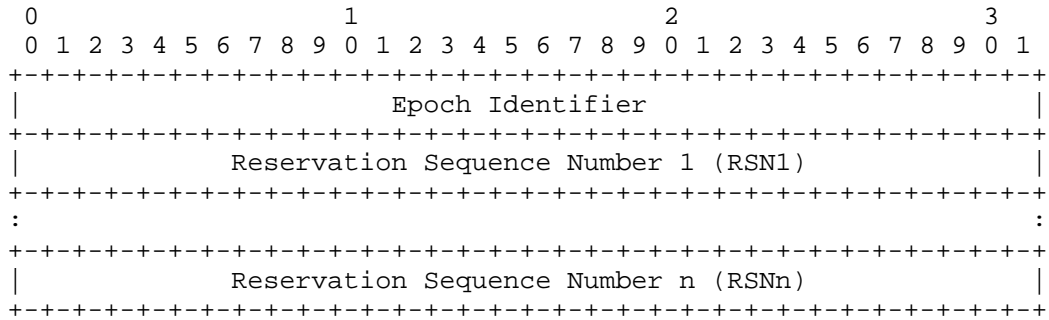 0                   1                   2                   3
 0 1 2 3 4 5 6 7 8 9 0 1 2 3 4 5 6 7 8 9 0 1 2 3 4 5 6 7 8 9 0 1
+-+-+-+-+-+-+-+-+-+-+-+-+-+-+-+-+-+-+-+-+-+-+-+-+-+-+-+-+-+-+-+-+
|                       Epoch Identifier                        |
+-+-+-+-+-+-+-+-+-+-+-+-+-+-+-+-+-+-+-+-+-+-+-+-+-+-+-+-+-+-+-+-+
|             Reservation Sequence Number 1 (RSN1)              |
+-+-+-+-+-+-+-+-+-+-+-+-+-+-+-+-+-+-+-+-+-+-+-+-+-+-+-+-+-+-+-+-+
:                                                               :
+-+-+-+-+-+-+-+-+-+-+-+-+-+-+-+-+-+-+-+-+-+-+-+-+-+-+-+-+-+-+-+-+
|             Reservation Sequence Number n (RSNn)              |
+-+-+-+-+-+-+-+-+-+-+-+-+-+-+-+-+-+-+-+-+-+-+-+-+-+-+-+-+-+-+-+-+